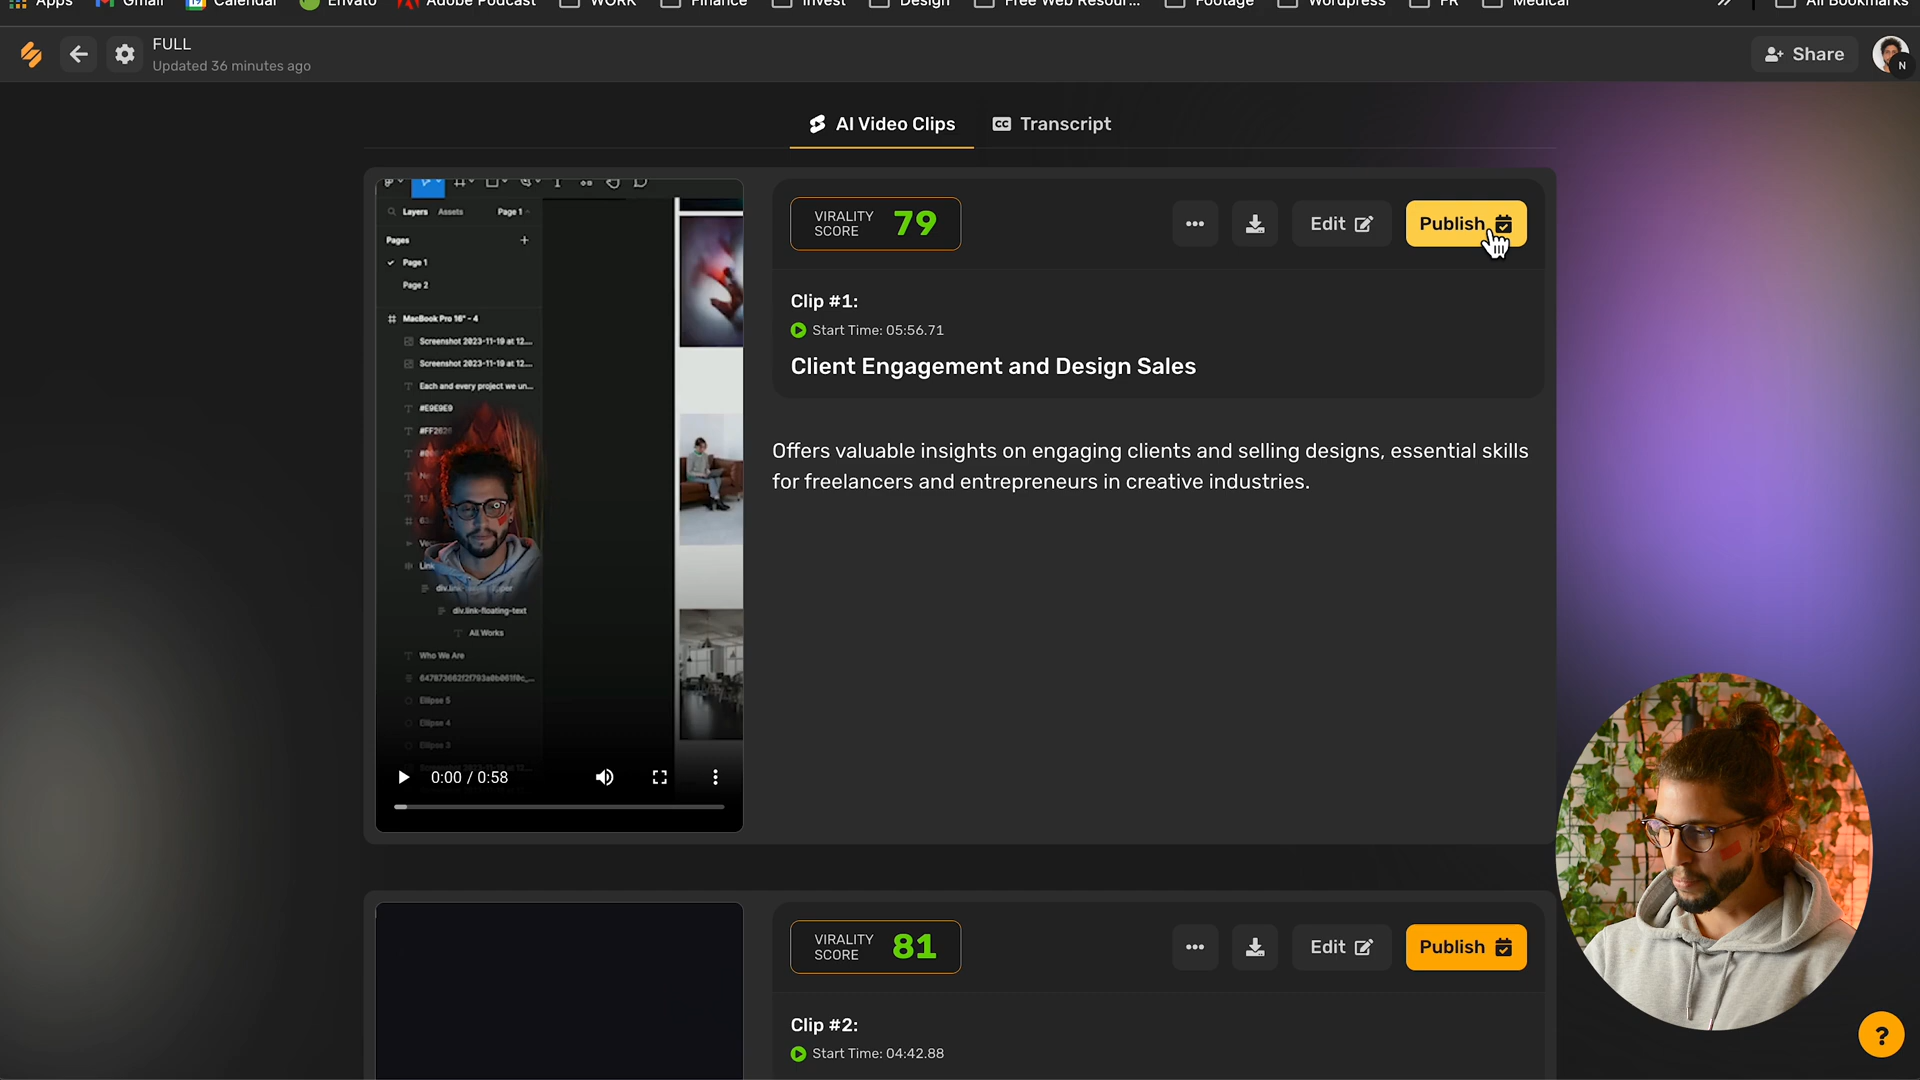 Apps Gmail Calendar Envato Adobe Podcast WORK Finance Invest Design Free Web Resour... Footage Wordpress PR Medical All Bookmarks
FULL
Updated 36 minutes ago
Share
N
AI Video Clips
CC Transcript
Layers Assets Page 1
Pages
Page 1
Page 2
MacBook Pro 16" - 4
Screenshot 2023-11-19 at 12....
Screenshot 2023-11-19 at 12....
Each and every project we un...
#E9E9E9
#FF2626
Link
div.link-floating-text
All Works
Who We Are
Ellipse 5
Ellipse 4
Ellipse 3
0:00 / 0:58
VIRALITY
SCORE
79
Edit
Publish
Clip #1:
Start Time: 05:56.71
Client Engagement and Design Sales
Offers valuable insights on engaging clients and selling designs, essential skills
for freelancers and entrepreneurs in creative industries.
VIRALITY
SCORE
81
Edit
Publish
Clip #2:
Start Time: 04:42.88
?